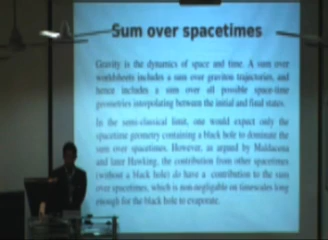 Sum over spacetimes
Gravity is the dynamics of space and time. A sum over
worldsheets includes a sum over graviton trajectories, and
hence includes a sum over all possible space-time
geometries interpolating between the initial and final states.
In the semi-classical limit, one would expect only the
spacetime geometry containing a black hole to dominate the
sum over spacetimes. However, as argued by Maldacena
and later Hawking, the contribution from other spacetimes
(without a black hole) do have a contribution to the sum
over spacetimes, which is non-negligible on timescales long
enough for the black hole to evaporate.